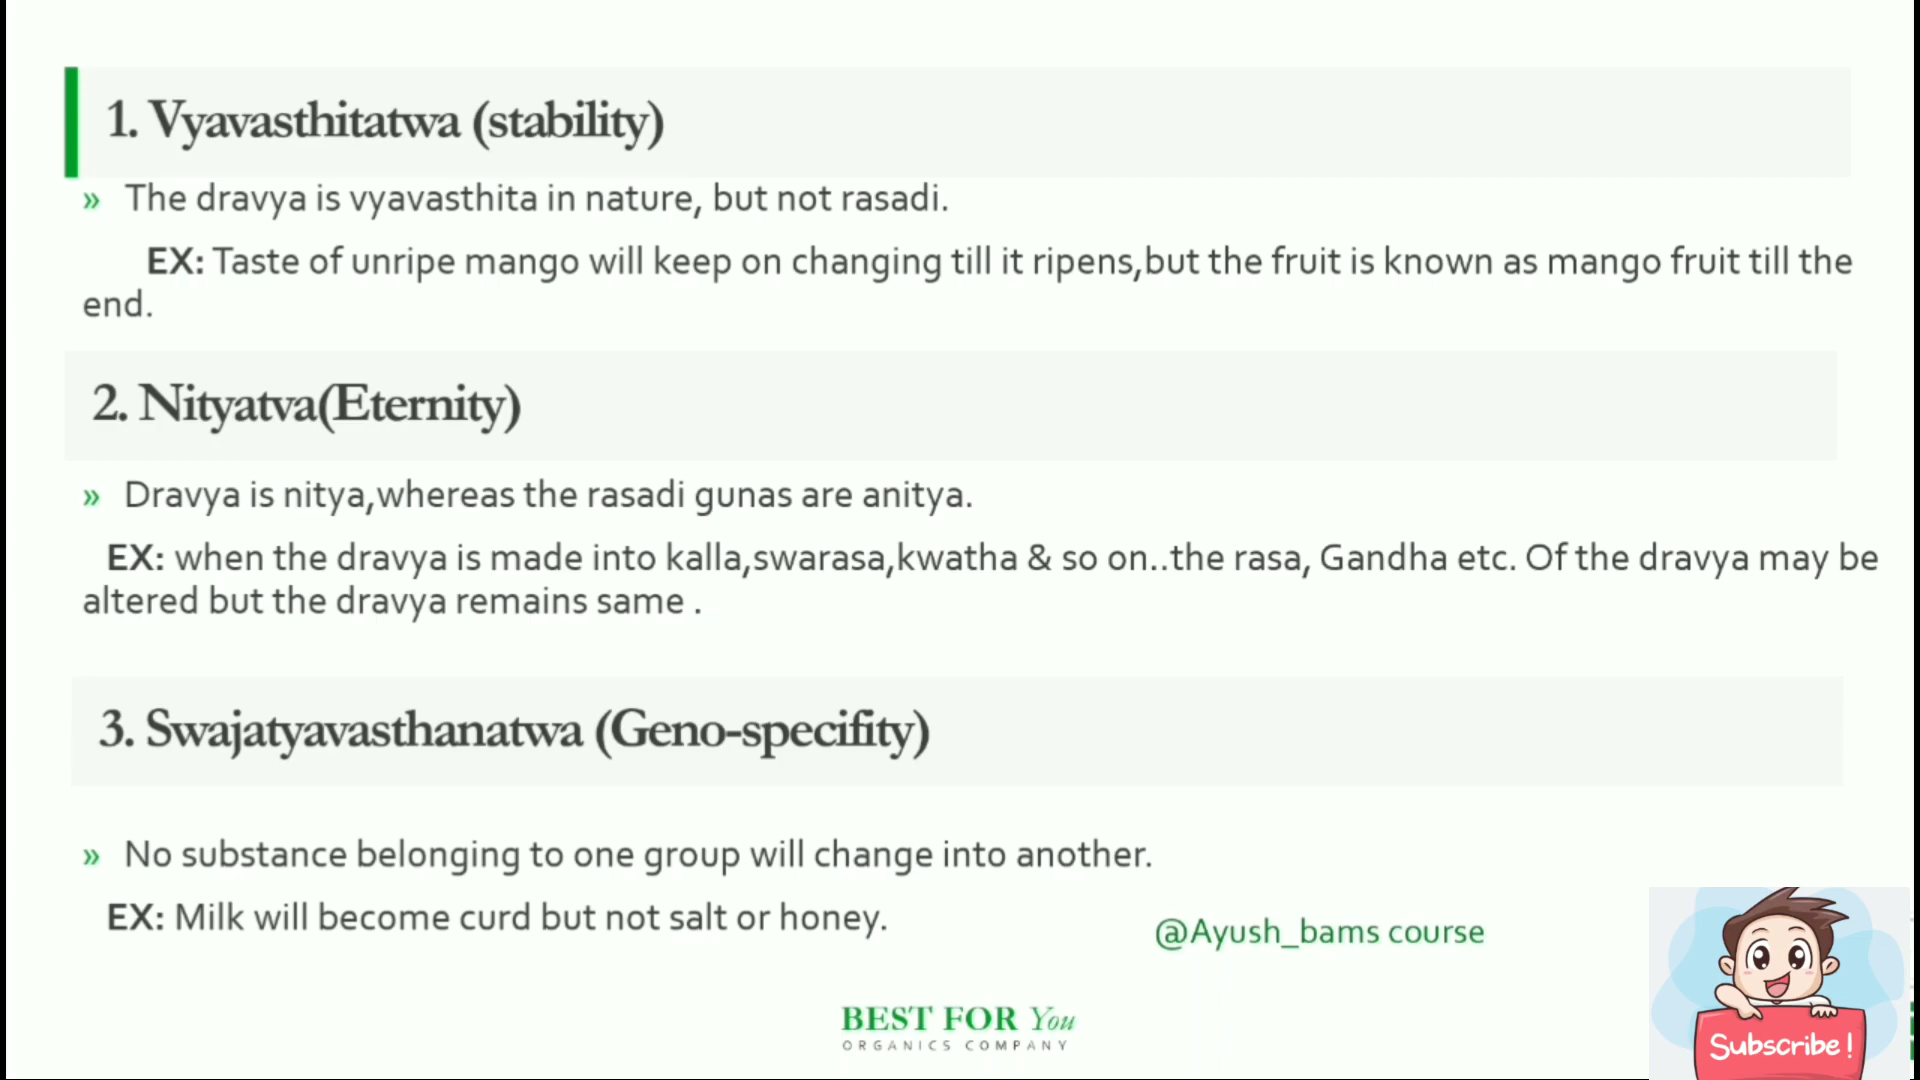 1. Vyavasthitatwa (stability)
» The dravya is vyavasthita in nature, but not rasadi.
EX: Taste of unripe mango will keep on changing till it ripens,but the fruit is known as mango fruit till the
end.
2. Nityatva(Eternity)
» Dravya is nitya,whereas the rasadi gunas are anitya.
EX: when the dravya is made into kalla,swarasa,kwatha & so on..the rasa, Gandha etc. Of the dravya may be
altered but the dravya remains same .
3. Swajatyavasthanatwa (Geno-specifity)
» No substance belonging to one group will change into another.
EX: Milk will become curd but not salt or honey.
@Ayush_bams course
BEST FOR You
ORGANICS COMPANY
Subscribe!